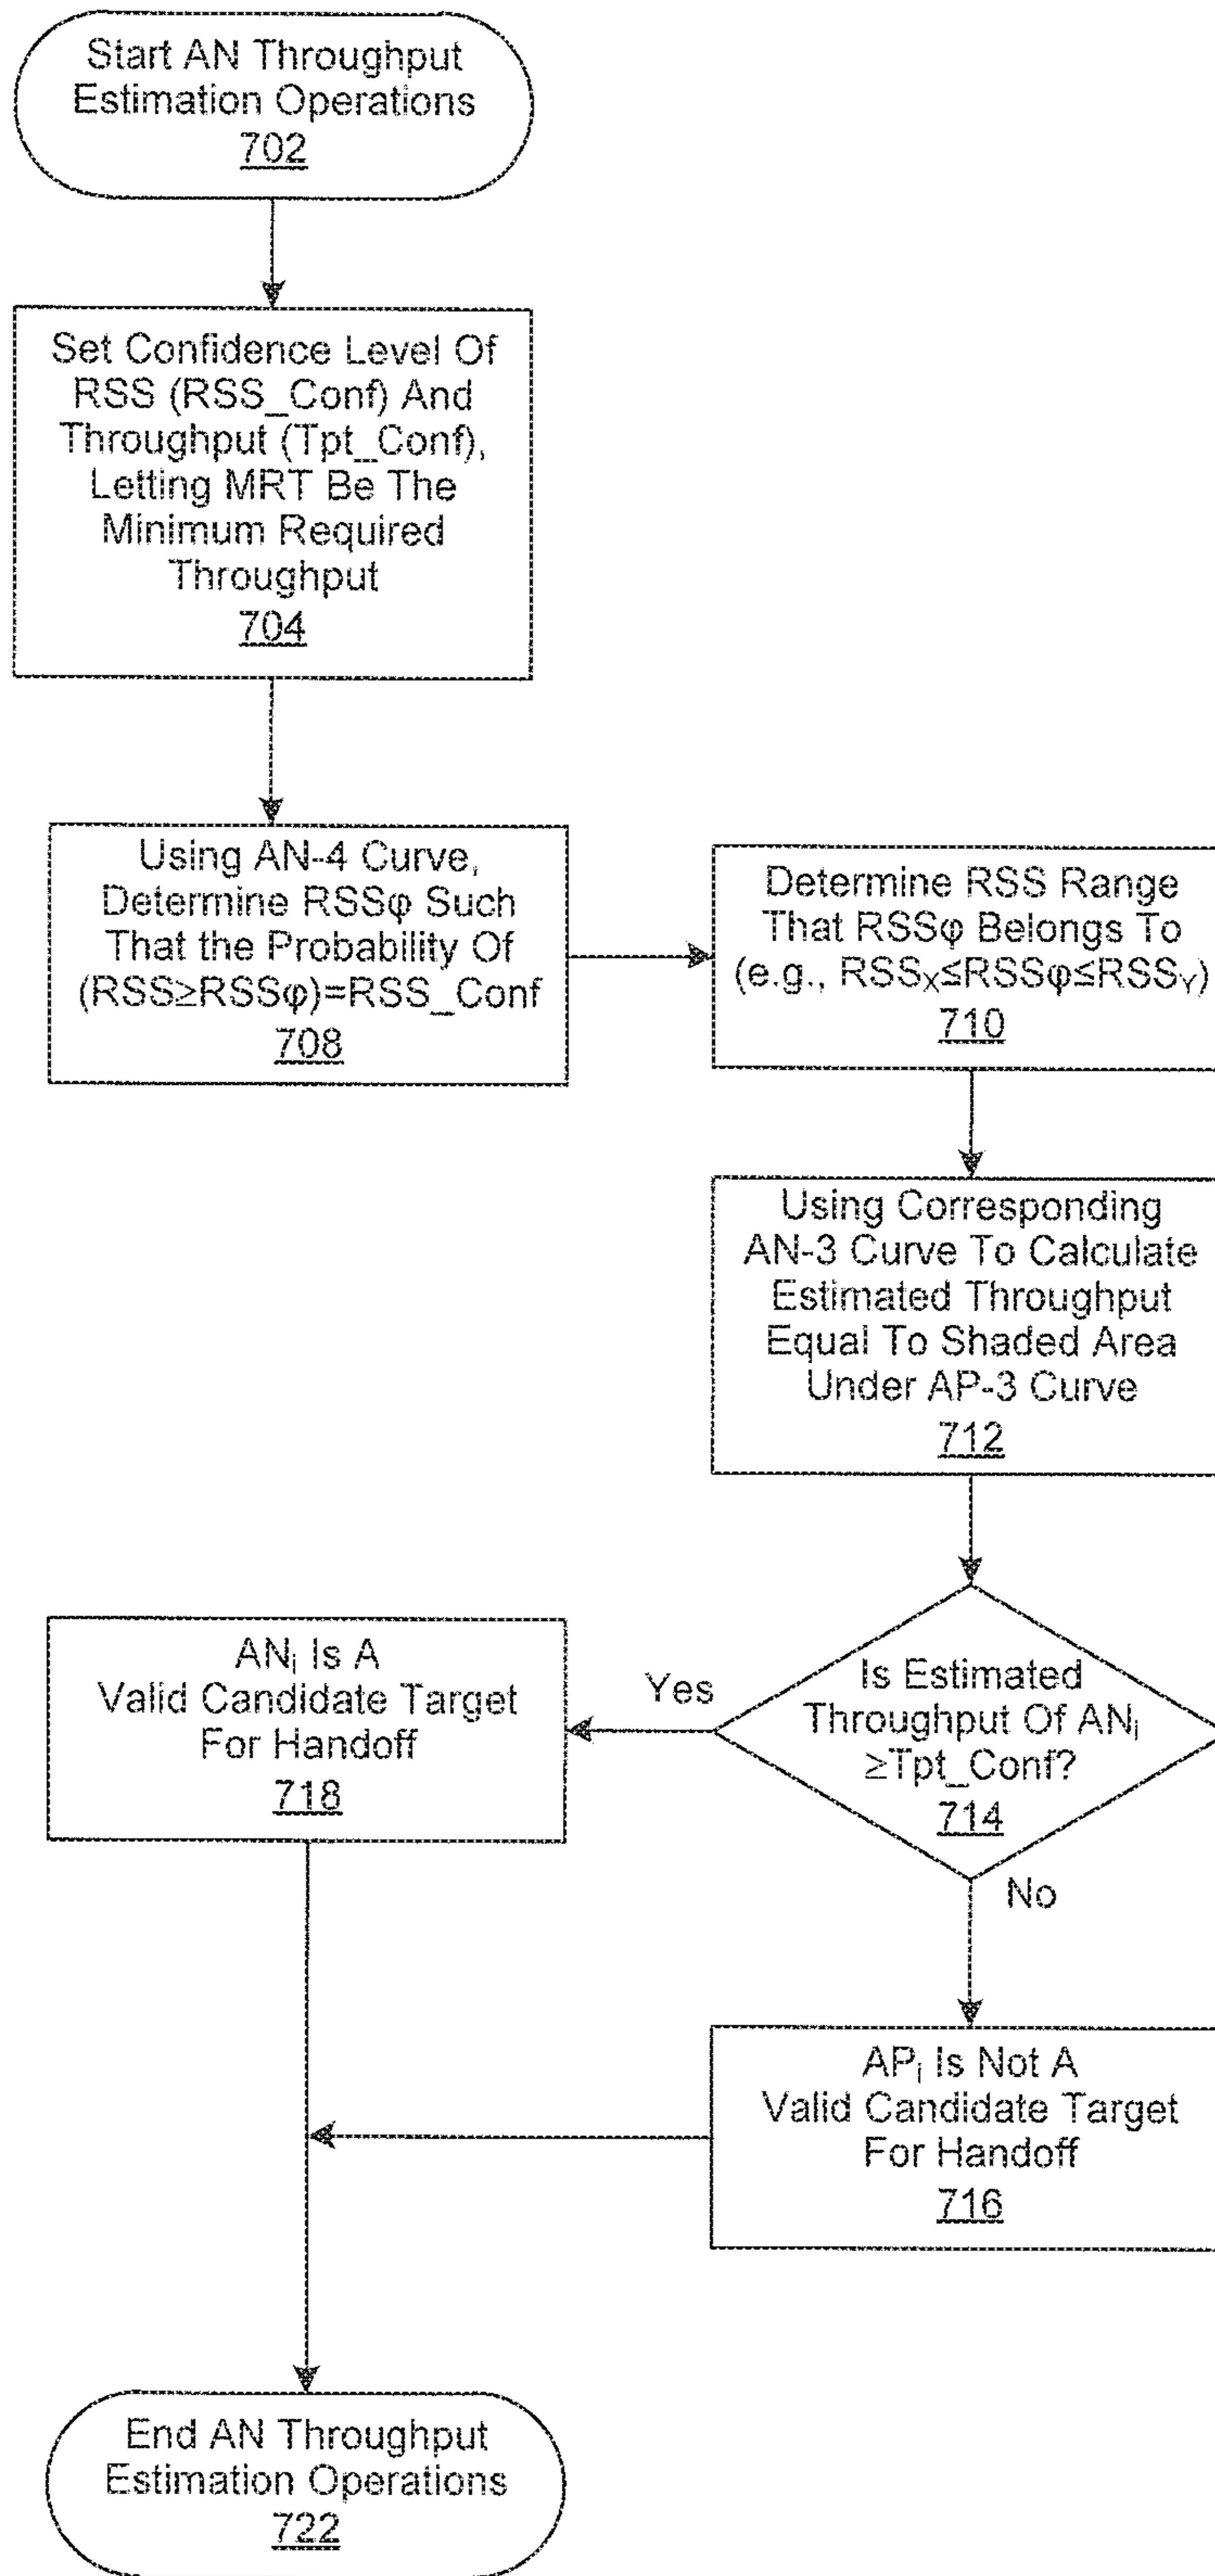 Start AN Throughput
Estimation Operations
702
Set Confidence Level Of
RSS (RSS_Conf) And
Throughput (Tpt_Conf),
Letting MRT Be The
Minimum Required
Throughput
704
Using AN-4 Curve,
Determine RSSφ Such
That the Probability Of
(RSS≥RSSφ)=RSS_Conf
708
Determine RSS Range
That RSSφ Belongs To
(e.g., RSSX≤RSSφ≤RSSY)
710
Using Corresponding
AN-3 Curve To Calculate
Estimated Throughput
Equal To Shaded Area
Under AP-3 Curve
712
Is Estimated
Throughput Of ANi
≥Tpt_Conf?
714
Yes
No
ANi Is A
Valid Candidate Target
For Handoff
718
APi Is Not A
Valid Candidate Target
For Handoff
716
End AN Throughput
Estimation Operations
722